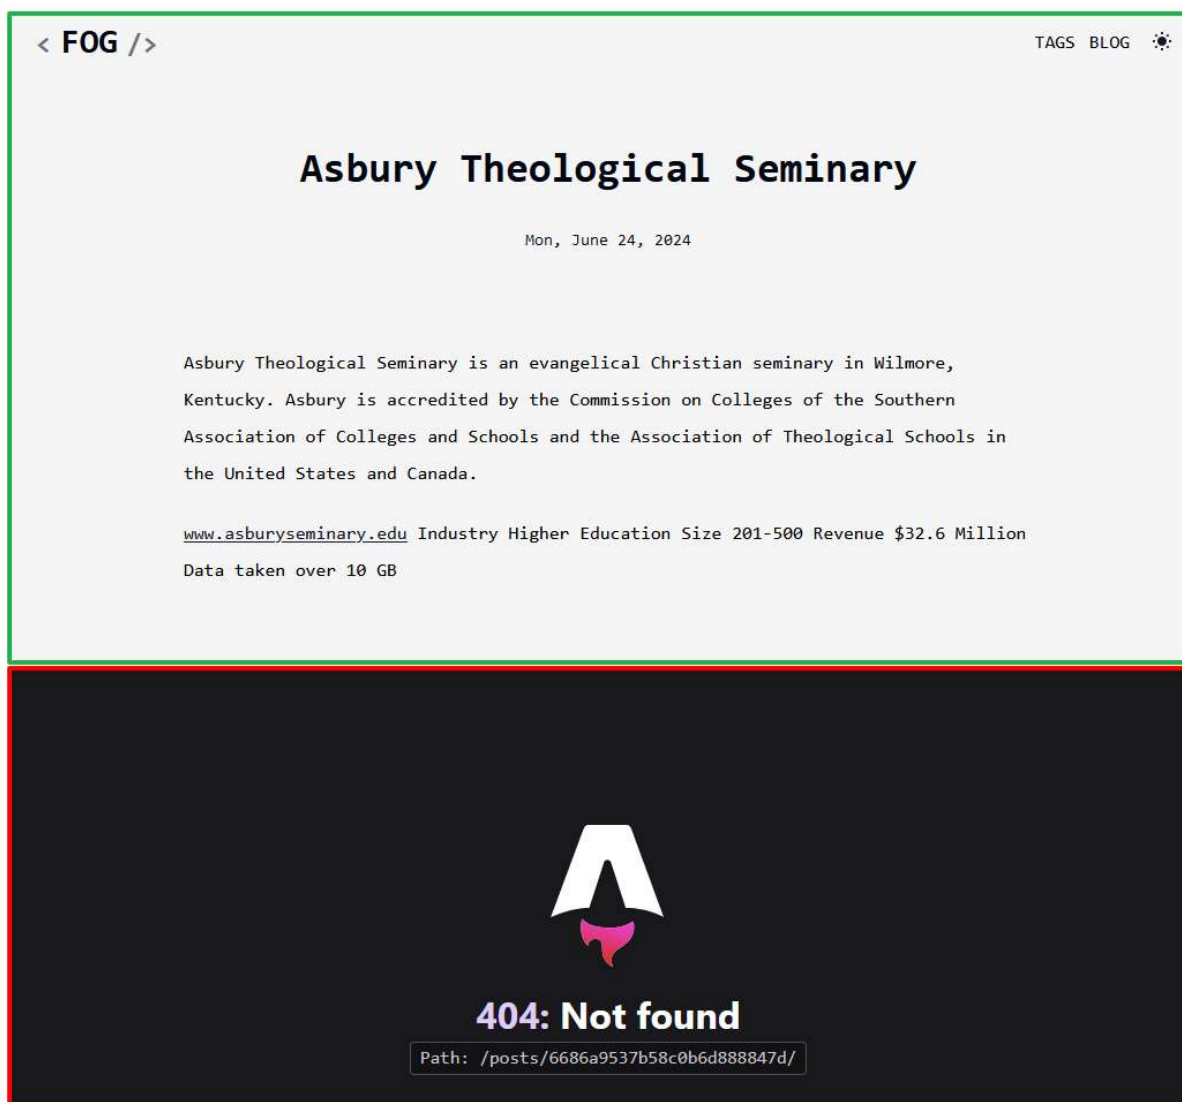 < FOG />
TAGS BLOG
Asbury Theological Seminary
Mon, June 24, 2024
Asbury Theological Seminary is an evangelical Christian seminary in Wilmore,
Kentucky. Asbury is accredited by the Commission on Colleges of the Southern
Association of Colleges and Schools and the Association of Theological Schools in
the United States and Canada.
www.asburyseminary.edu Industry Higher Education Size 201-500 Revenue $32.6 Million
Data taken over 10 GB
404: Not found
Path: /posts/6686a9537b58c0b6d888847d/